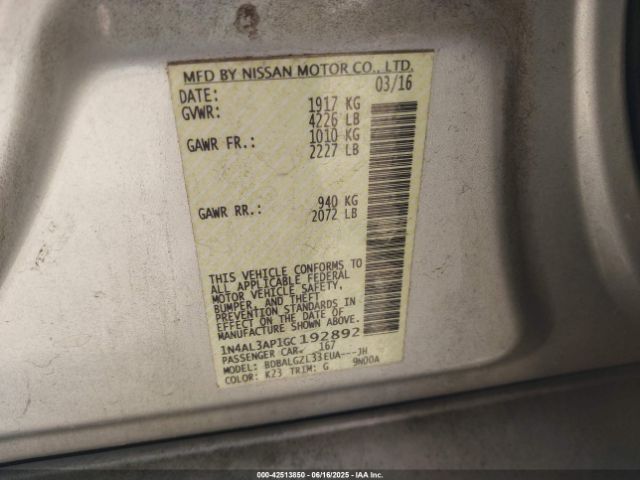 MFD BY NISSAN MOTOR CO., LTD.
DATE: 03/16
GVWR: 1917 KG
4226 LB
GAWR FR.: 1010 KG
2227 LB
GAWR RR.: 940 KG
2072 LB
THIS VEHICLE CONFORMS TO
ALL APPLICABLE FEDERAL
MOTOR VEHICLE SAFETY,
BUMPER, AND THEFT
PREVENTION STANDARDS IN
EFFECT ON THE DATE OF
MANUFACTURE SHOWN ABOVE.
1N4AL3AP1GC192892
PASSENGER CAR. 167
MODEL: BDBALGZL33EUA---JH
COLOR: K23 TRIM: G 9N00A
000-42513850 - 06/16/2025 - IAA Inc.